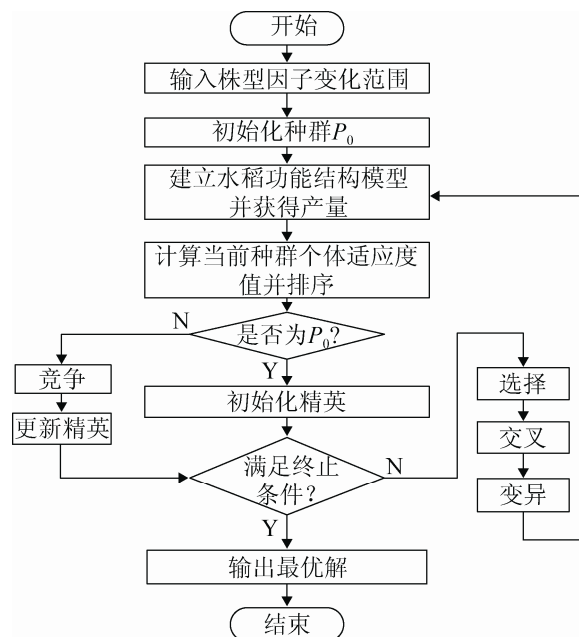 开始
输入株型因子变化范围
初始化种群P0
建立水稻功能结构模型
并获得产量
计算当前种群个体适应度
值并排序
N
是否为P0?
Y
竞争
更新精英
初始化精英
满足终止
条件?
N
Y
选择
交叉
变异
输出最优解
结束